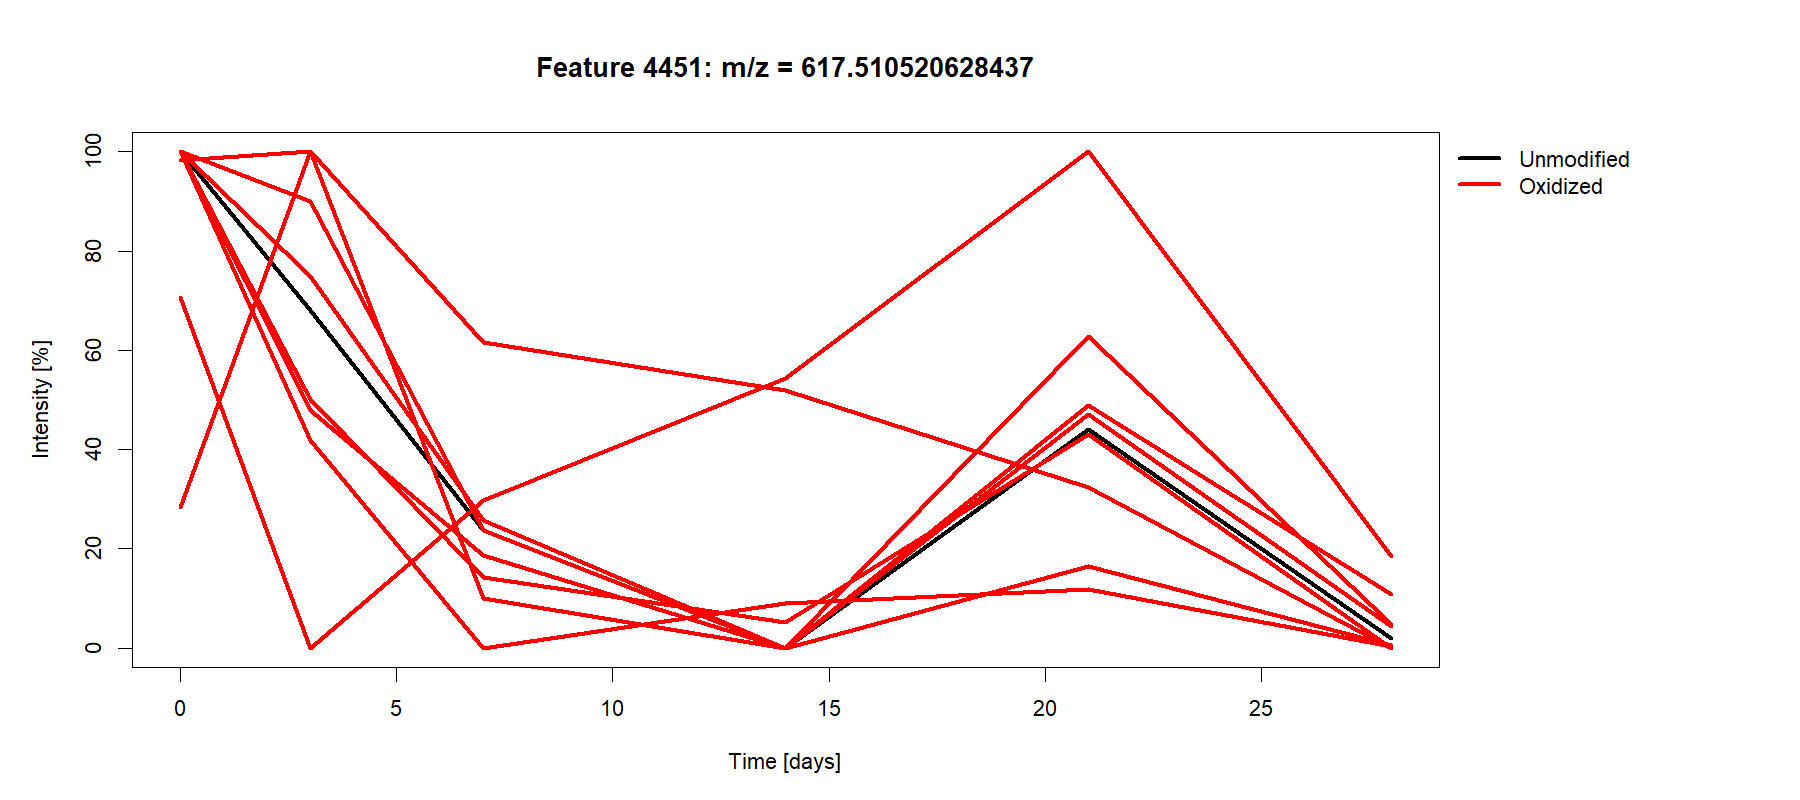 Feature 4451: m/z = 617.510520628437
Unmodified
Oxidized
Intensity [%]
100
80
60
40
20
0
0 5 10 15 20 25
Time [days]